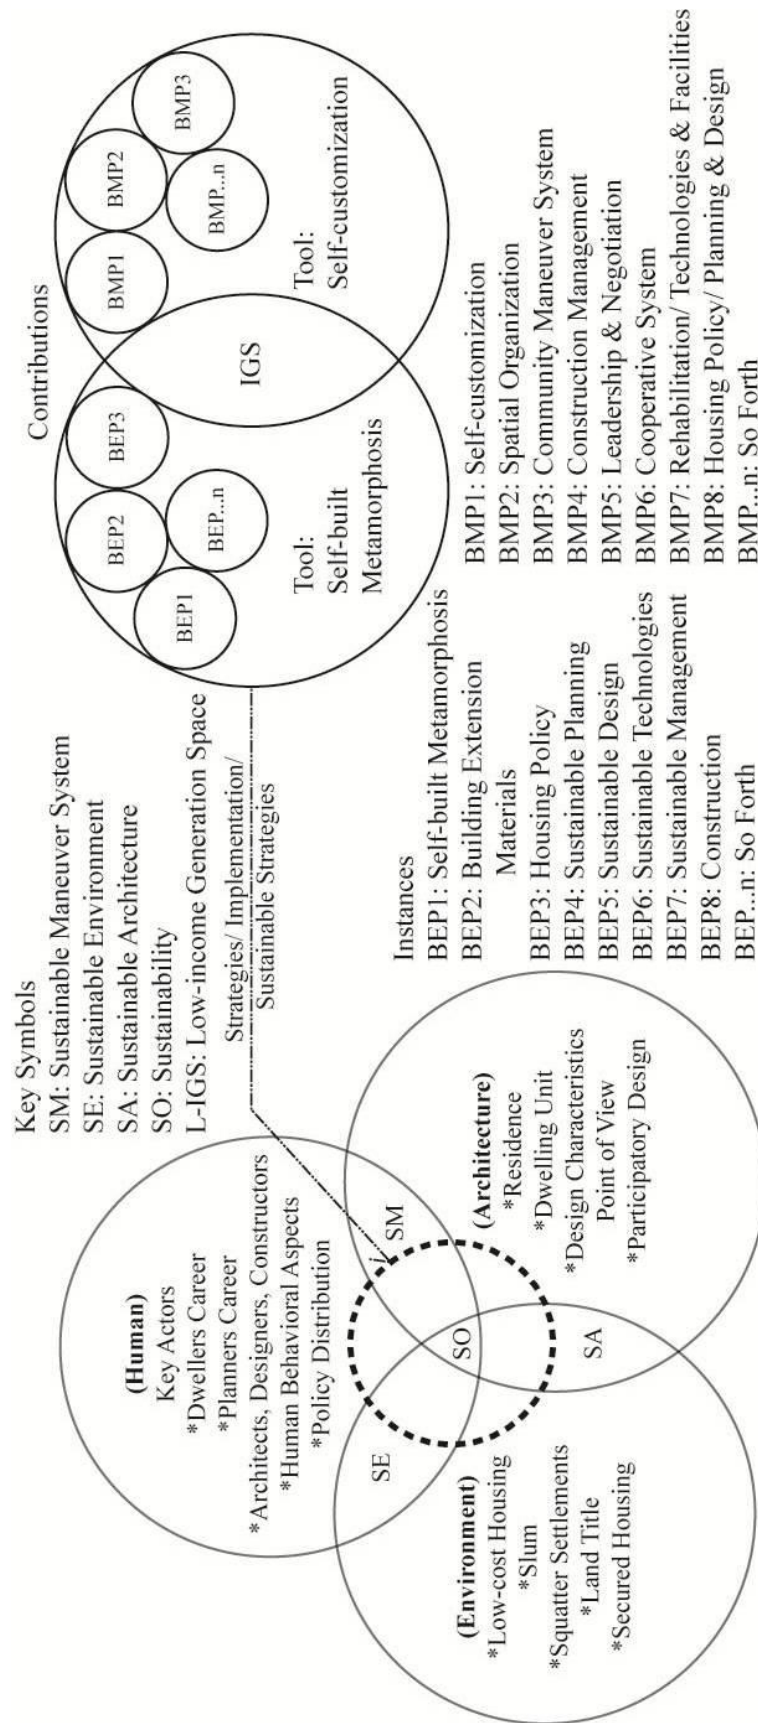 (Human)
Key Actors
*Dwellers Career
*Planners Career
*Architects, Designers, Constructors
*Human Behavioral Aspects
*Policy Distribution
SE
SM
SO
SA
(Environment)
*Low-cost Housing
*Slum
*Squatter Settlements
*Land Title
*Secured Housing
(Architecture)
*Residence
*Dwelling Unit
*Design Characteristics
Point of View
*Participatory Design
Key Symbols
SM: Sustainable Maneuver System
SE: Sustainable Environment
SA: Sustainable Architecture
SO: Sustainability
L-IGS: Low-income Generation Space
Strategies/ Implementation/
Sustainable Strategies
Contributions
BEP1
BEP2
BEP3
BEP...n
Tool:
Self-built
Metamorphosis
IGS
BMP1
BMP2
BMP3
BMP...n
Tool:
Self-customization
Instances
BEP1: Self-built Metamorphosis
BEP2: Building Extension
Materials
BEP3: Housing Policy
BEP4: Sustainable Planning
BEP5: Sustainable Design
BEP6: Sustainable Technologies
BEP7: Sustainable Management
BEP8: Construction
BEP...n: So Forth
BMP1: Self-customization
BMP2: Spatial Organization
BMP3: Community Maneuver System
BMP4: Construction Management
BMP5: Leadership & Negotiation
BMP6: Cooperative System
BMP7: Rehabilitation/ Technologies & Facilities
BMP8: Housing Policy/ Planning & Design
BMP...n: So Forth